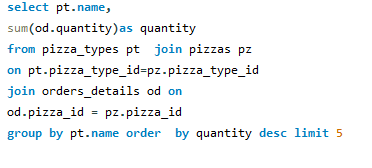 select pt.name,
sum(od.quantity)as quantity
from pizza_types pt  join pizzas pz
on pt.pizza_type_id=pz.pizza_type_id
join orders_details od on
od.pizza_id = pz.pizza_id
group by pt.name order  by quantity desc limit 5